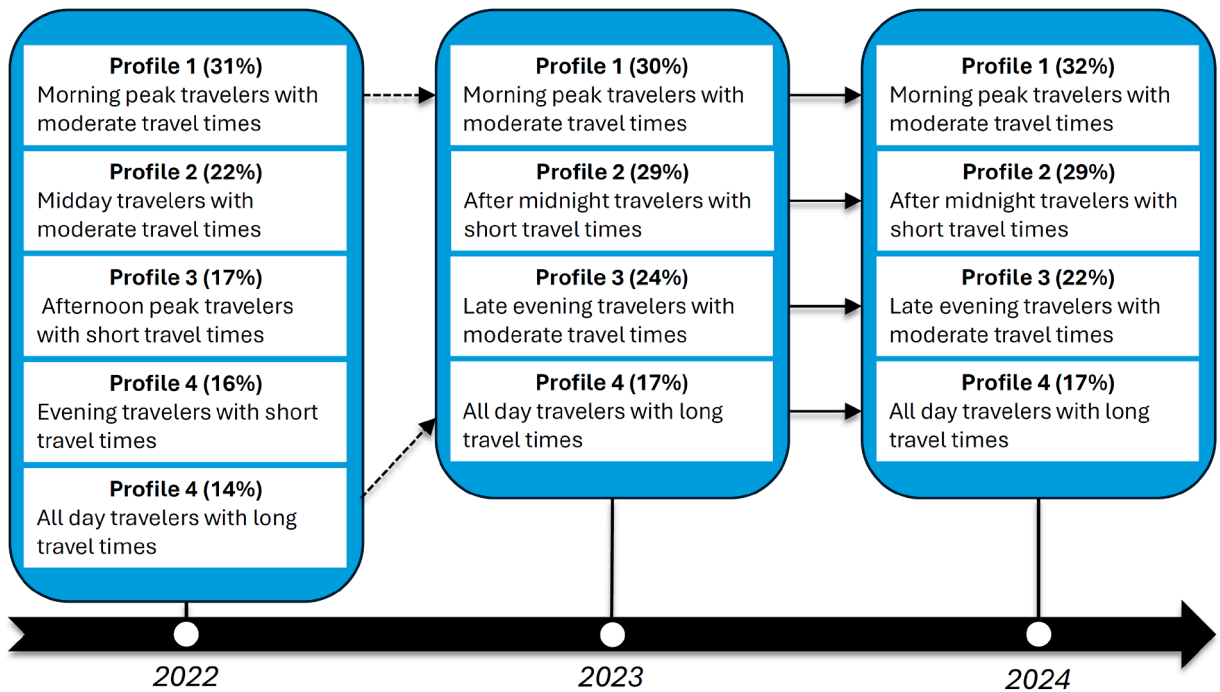 Profile 1 (31%)
Morning peak travelers with
moderate travel times
Profile 2 (22%)
Midday travelers with
moderate travel times
Profile 3 (17%)
Afternoon peak travelers
with short travel times
Profile 4 (16%)
Evening travelers with short
travel times
Profile 4 (14%)
All day travelers with long
travel times
Profile 1 (30%)
Morning peak travelers with
moderate travel times
Profile 2 (29%)
After midnight travelers with
short travel times
Profile 3 (24%)
Late evening travelers with
moderate travel times
Profile 4 (17%)
All day travelers with long
travel times
Profile 1 (32%)
Morning peak travelers with
moderate travel times
Profile 2 (29%)
After midnight travelers with
short travel times
Profile 3 (22%)
Late evening travelers with
moderate travel times
Profile 4 (17%)
All day travelers with long
travel times
2022
2023
2024